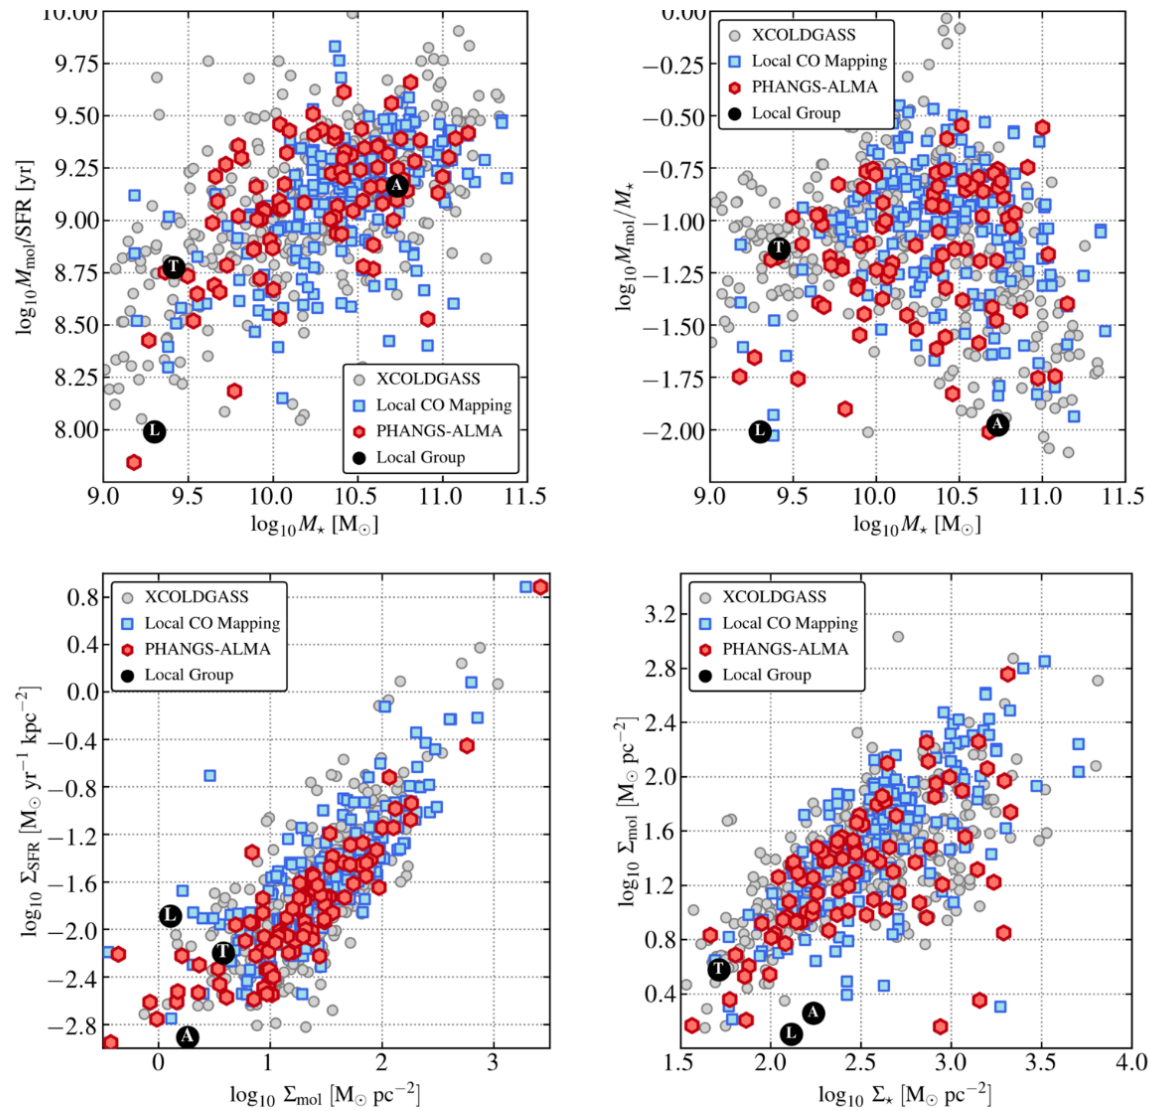 10.00
9.75
9.50
9.25
9.00
8.75
8.50
8.25
8.00
log₁₀ M_mol/SFR [yr]
T
A
L
XCOLDGASS
Local CO Mapping
PHANGS-ALMA
Local Group
9.0 9.5 10.0 10.5 11.0 11.5
log₁₀ M⋆ [M⊙]
0.00
−0.25
−0.50
−0.75
−1.00
−1.25
−1.50
−1.75
−2.00
log₁₀ M_mol/M⋆
XCOLDGASS
Local CO Mapping
PHANGS-ALMA
Local Group
T
L
A
9.0 9.5 10.0 10.5 11.0 11.5
log₁₀ M⋆ [M⊙]
0.8
0.4
0.0
−0.4
−0.8
−1.2
−1.6
−2.0
−2.4
−2.8
log₁₀ Σ_SFR [M⊙ yr⁻¹ kpc⁻²]
XCOLDGASS
Local CO Mapping
PHANGS-ALMA
Local Group
L
T
A
0 1 2 3
log₁₀ Σ_mol [M⊙ pc⁻²]
3.2
2.8
2.4
2.0
1.6
1.2
0.8
0.4
log₁₀ Σ_mol [M⊙ pc⁻²]
XCOLDGASS
Local CO Mapping
PHANGS-ALMA
Local Group
T
A
L
1.5 2.0 2.5 3.0 3.5 4.0
log₁₀ Σ⋆ [M⊙ pc⁻²]